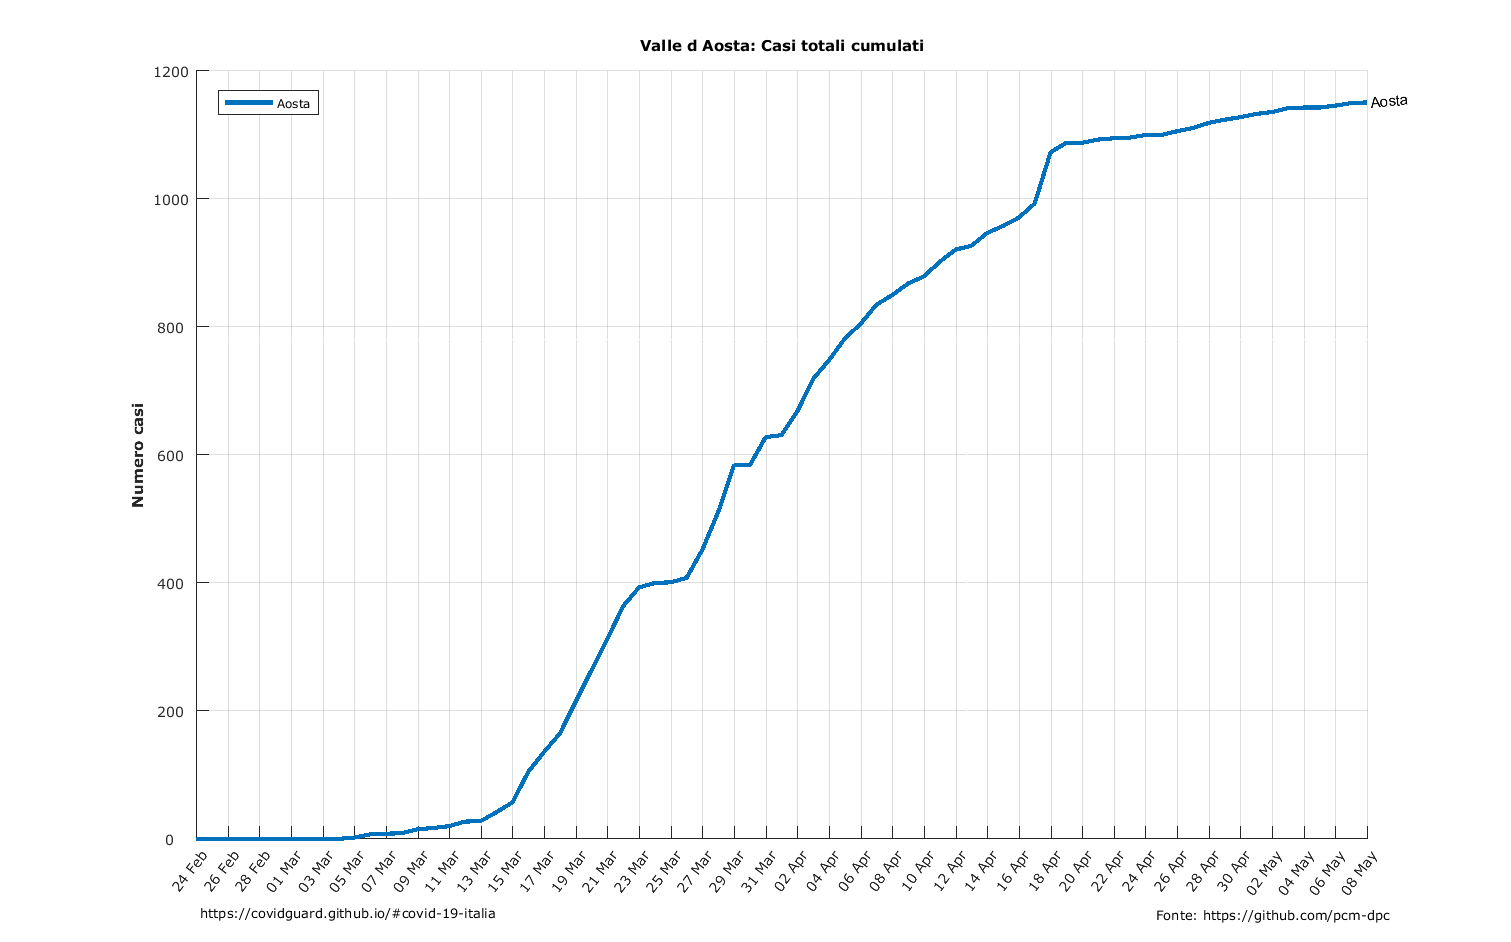 Valle d Aosta: Casi totali cumulati
1200
1000
800
600
400
200
0
Numero casi
Aosta
Aosta
24 Feb
26 Feb
28 Feb
01 Mar
03 Mar
05 Mar
07 Mar
09 Mar
11 Mar
13 Mar
15 Mar
17 Mar
19 Mar
21 Mar
23 Mar
25 Mar
27 Mar
29 Mar
31 Mar
02 Apr
04 Apr
06 Apr
08 Apr
10 Apr
12 Apr
14 Apr
16 Apr
18 Apr
20 Apr
22 Apr
24 Apr
26 Apr
28 Apr
30 Apr
02 May
04 May
06 May
08 May
https://covidguard.github.io/#covid-19-italia
Fonte: https://github.com/pcm-dpc